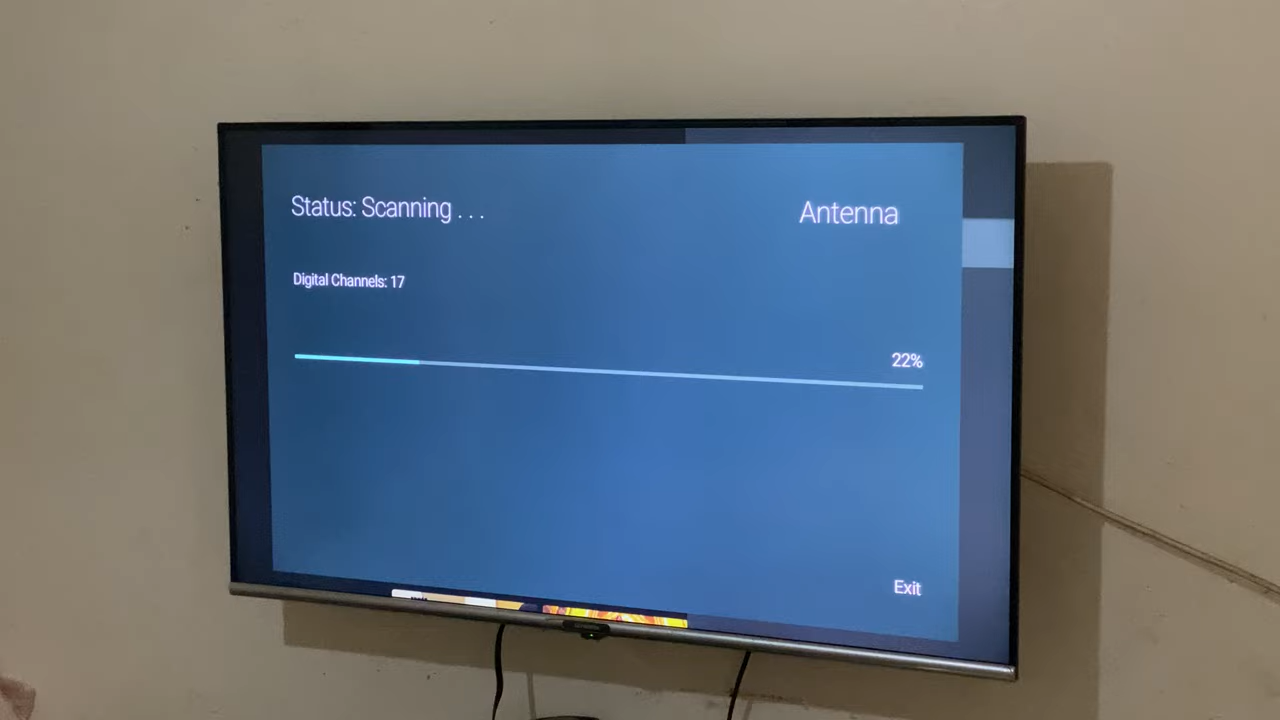 Status: Scanning . . .
Antenna
Digital Channels: 17
22%
Exit